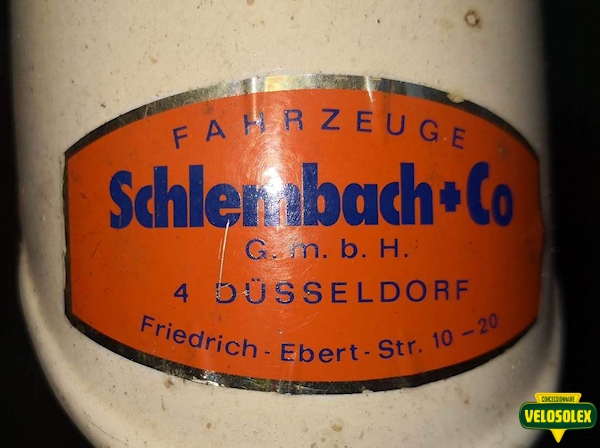 FAHRZEUGE
Schlembach+Co
G.m.b.H.
4 DÜSSELDORF
Friedrich-Ebert-Str. 10-20
CONCESSIONNAIRE
VELOSOLEX